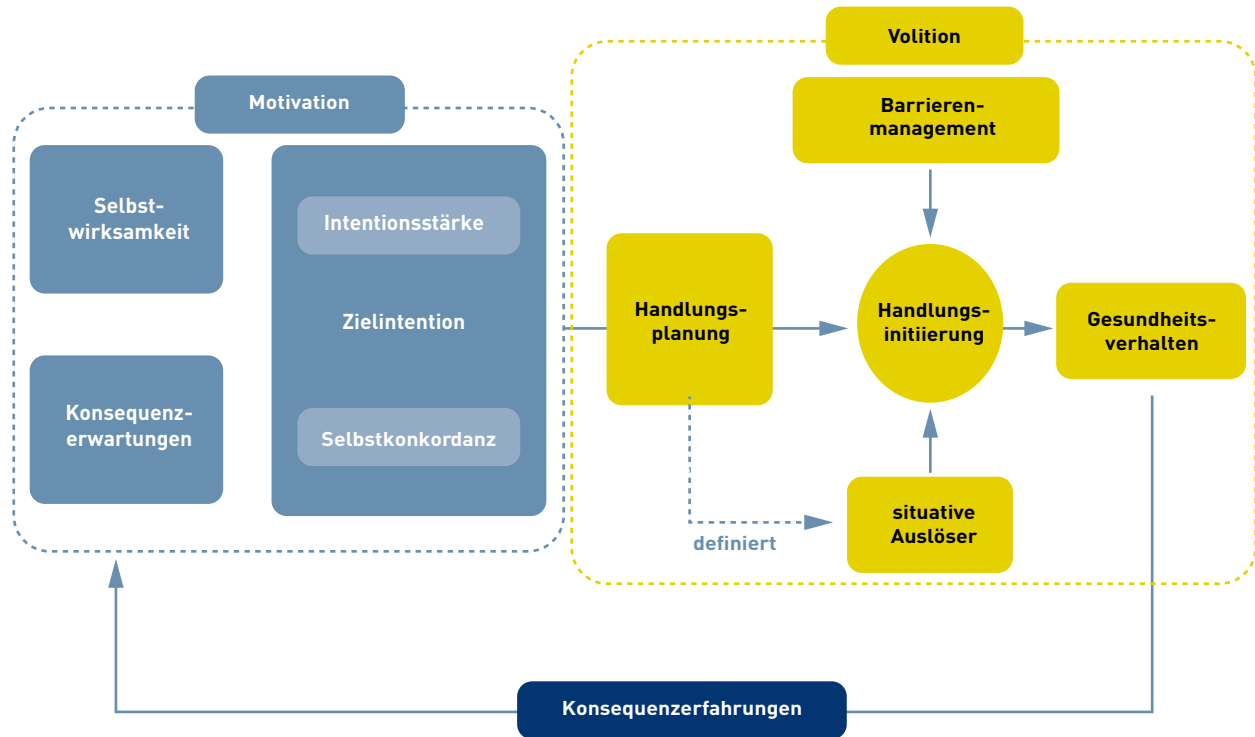 Motivation
Selbst-
wirksamkeit
Konsequenz-
erwartungen
Intentionsstärke
Zielintention
Selbstkonkordanz
Volition
Barrieren-
management
Handlungs-
planung
Handlungs-
initiierung
Gesundheits-
verhalten
definiert
situative
Auslöser
Konsequenzerfahrungen